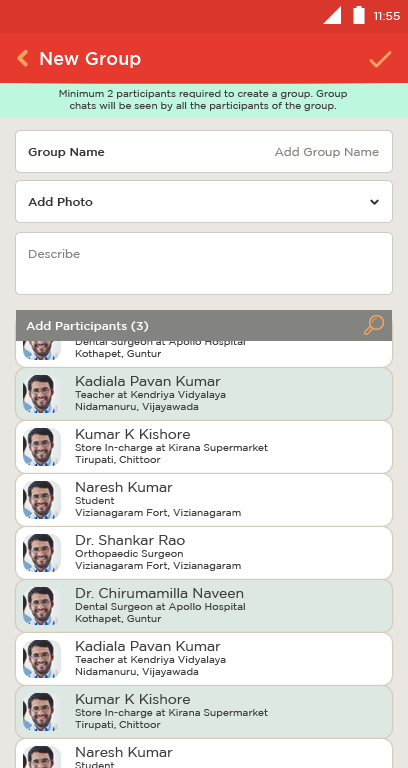 11:55
New Group
Minimum 2 participants required to create a group. Group
chats will be seen by all the participants of the group.
Group Name
Add Group Name
Add Photo
Describe
Add Participants (3)
Dental Surgeon at Apollo Hospital
Kothapet, Guntur
Kadiala Pavan Kumar
Teacher at Kendriya Vidyalaya
Nidamanuru, Vijayawada
Kumar K Kishore
Store In-charge at Kirana Supermarket
Tirupati, Chittoor
Naresh Kumar
Student
Vizianagaram Fort, Vizianagaram
Dr. Shankar Rao
Orthopaedic Surgeon
Vizianagaram Fort, Vizianagaram
Dr. Chirumamilla Naveen
Dental Surgeon at Apollo Hospital
Kothapet, Guntur
Kadiala Pavan Kumar
Teacher at Kendriya Vidyalaya
Nidamanuru, Vijayawada
Kumar K Kishore
Store In-charge at Kirana Supermarket
Tirupati, Chittoor
Naresh Kumar
Student